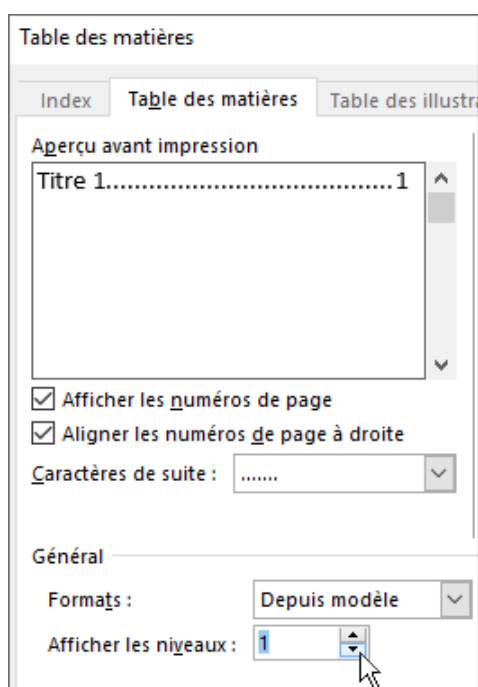 Table des matières
Index Table des matières Table des illustra
Aperçu avant impression
Titre 1........................................1
Afficher les numéros de page
Aligner les numéros de page à droite
Caractères de suite : .......
Général
Formats : Depuis modèle
Afficher les niveaux : 1